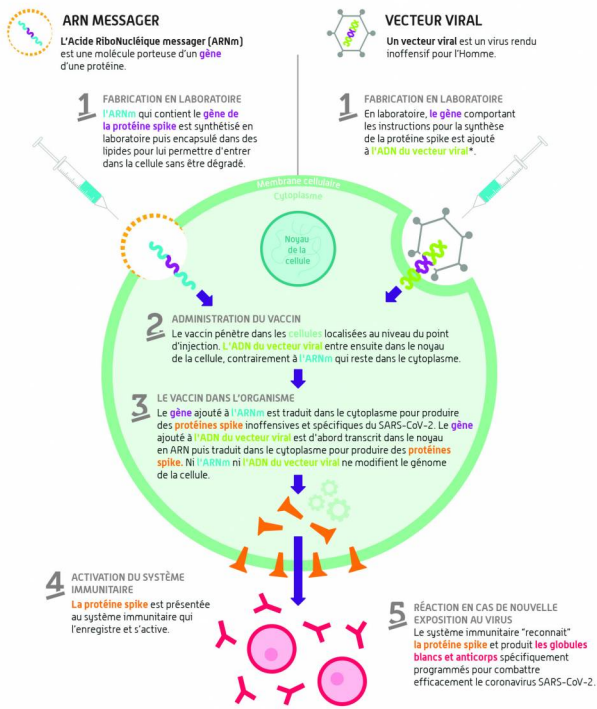 ARN MESSAGER
L'Acide RiboNucléique messager (ARNm)
est une molécule porteuse d'un gène
d'une protéine.
VECTEUR VIRAL
Un vecteur viral est un virus rendu
inoffensif pour l'Homme.
1 FABRICATION EN LABORATOIRE
l'ARNm qui contient le gène de
la protéine spike est synthétisé en
laboratoire puis encapsulé dans des
lipides pour lui permettre d'entrer
dans la cellule sans être dégradé.
1 FABRICATION EN LABORATOIRE
En laboratoire, le gène comportant
les instructions pour la synthèse
de la protéine spike est ajouté
à l'ADN du vecteur viral*.
Membrane cellulaire
Cytoplasme
Noyau
de la
cellule
2 ADMINISTRATION DU VACCIN
Le vaccin pénètre dans les cellules localisées au niveau du point
d'injection. L'ADN du vecteur viral entre ensuite dans le noyau
de la cellule, contrairement à l'ARNm qui reste dans le cytoplasme.
3 LE VACCIN DANS L'ORGANISME
Le gène ajouté à l'ARNm est traduit dans le cytoplasme pour produire
des protéines spike inoffensives et spécifiques du SARS-CoV-2. Le gène
ajouté à l'ADN du vecteur viral est d'abord transcrit dans le noyau
en ARN puis traduit dans le cytoplasme pour produire des protéines
spike. Ni l'ARNm ni l'ADN du vecteur viral ne modifient le génome
de la cellule.
4 ACTIVATION DU SYSTÈME
IMMUNITAIRE
La protéine spike est présentée
au système immunitaire qui
l'enregistre et s'active.
5 RÉACTION EN CAS DE NOUVELLE
EXPOSITION AU VIRUS
Le système immunitaire "reconnait"
la protéine spike et produit les globules
blancs et anticorps spécifiquement
programmés pour combattre
efficacement le coronavirus SARS-CoV-2.